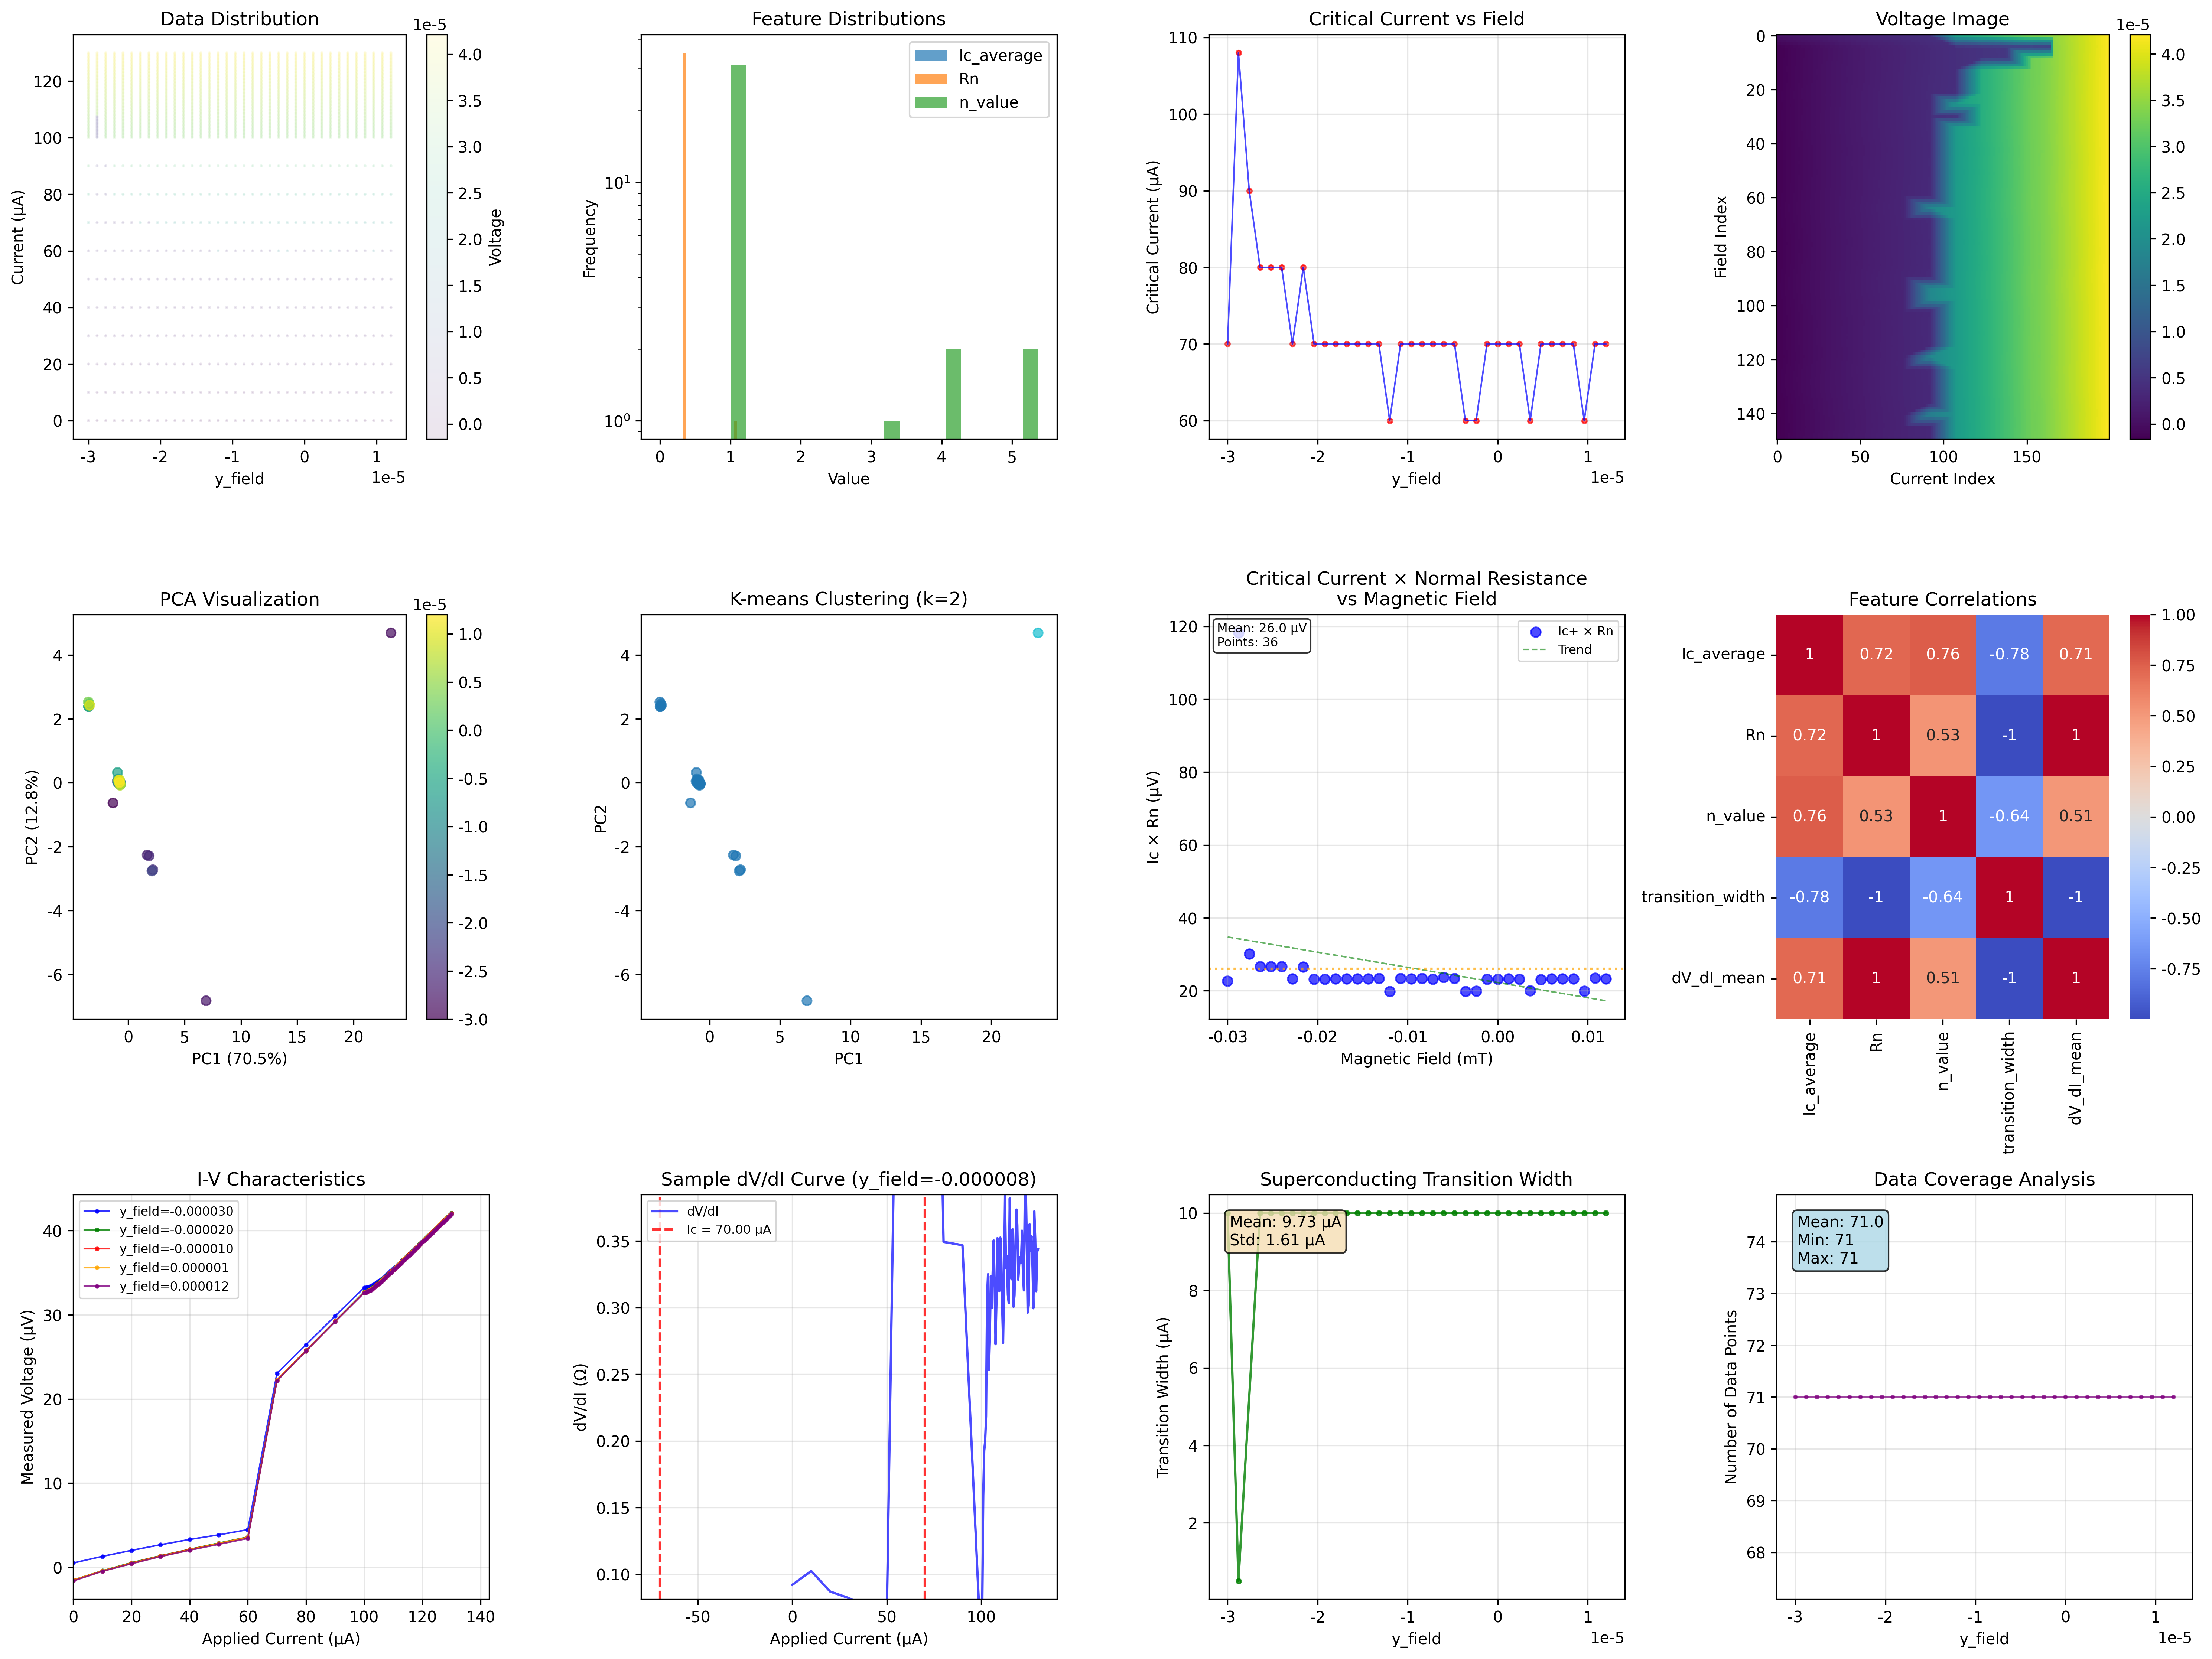 Data Distribution
1e-5
120
100
80
60
40
20
0
Current (µA)
-3
-2
-1
0
1
1e-5
y_field
4.0
3.5
3.0
2.5
2.0
1.5
1.0
0.5
0.0
Voltage
Feature Distributions
Ic_average
Rn
n_value
10¹
10⁰
Frequency
0
1
2
3
4
5
Value
Critical Current vs Field
110
100
90
80
70
60
Critical Current (µA)
-3
-2
-1
0
1
1e-5
y_field
Voltage Image
1e-5
0
20
40
60
80
100
120
140
Field Index
0
50
100
150
Current Index
4.0
3.5
3.0
2.5
2.0
1.5
1.0
0.5
0.0
PCA Visualization
1e-5
4
2
0
-2
-4
-6
PC2 (12.8%)
0
5
10
15
20
PC1 (70.5%)
1.0
0.5
0.0
-0.5
-1.0
-1.5
-2.0
-2.5
-3.0
K-means Clustering (k=2)
4
2
0
-2
-4
-6
PC2
0
5
10
15
20
PC1
Critical Current × Normal Resistance
vs Magnetic Field
Mean: 26.0 µV
Points: 36
Ic+ × Rn
Trend
120
100
80
60
40
20
Ic × Rn (µV)
-0.03
-0.02
-0.01
0.00
0.01
Magnetic Field (mT)
Feature Correlations
Ic_average
Rn
n_value
transition_width
dV_dI_mean
1 0.72 0.76 -0.78 0.71
0.72 1 0.53 -1 1
0.76 0.53 1 -0.64 0.51
-0.78 -1 -0.64 1 -1
0.71 1 0.51 -1 1
Ic_average
Rn
n_value
transition_width
dV_dI_mean
1.00
0.75
0.50
0.25
0.00
-0.25
-0.50
-0.75
I-V Characteristics
y_field=-0.000030
y_field=-0.000020
y_field=-0.000010
y_field=0.000001
y_field=0.000012
40
30
20
10
0
Measured Voltage (µV)
0
20
40
60
80
100
120
140
Applied Current (µA)
Sample dV/dI Curve (y_field=-0.000008)
dV/dI
Ic = 70.00 µA
0.35
0.30
0.25
0.20
0.15
0.10
dV/dI (Ω)
-50
0
50
100
Applied Current (µA)
Superconducting Transition Width
Mean: 9.73 µA
Std: 1.61 µA
10
8
6
4
2
Transition Width (µA)
-3
-2
-1
0
1
1e-5
y_field
Data Coverage Analysis
Mean: 71.0
Min: 71
Max: 71
74
73
72
71
70
69
68
Number of Data Points
-3
-2
-1
0
1
1e-5
y_field